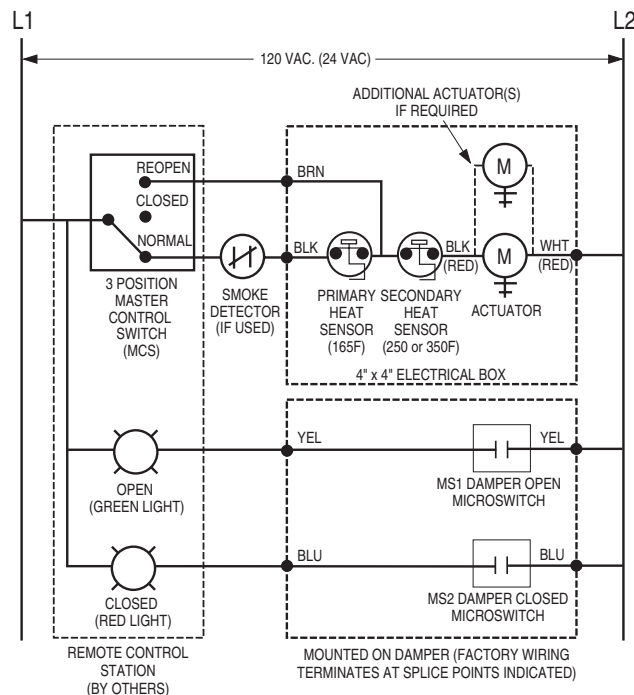 L1
L2
120 VAC. (24 VAC)
ADDITIONAL ACTUATOR(S)
IF REQUIRED
REOPEN
CLOSED
NORMAL
BRN
M
BLK
BLK
(RED)
M
WHT
(RED)
3 POSITION
MASTER
CONTROL
SWITCH
(MCS)
SMOKE
DETECTOR
(IF USED)
PRIMARY
HEAT
SENSOR
(165F)
SECONDARY
HEAT
SENSOR
(250 or 350F)
ACTUATOR
4" x 4" ELECTRICAL BOX
YEL
YEL
OPEN
(GREEN LIGHT)
MS1 DAMPER OPEN
MICROSWITCH
BLU
BLU
CLOSED
(RED LIGHT)
MS2 DAMPER CLOSED
MICROSWITCH
REMOTE CONTROL
STATION
(BY OTHERS)
MOUNTED ON DAMPER (FACTORY WIRING
TERMINATES AT SPLICE POINTS INDICATED)